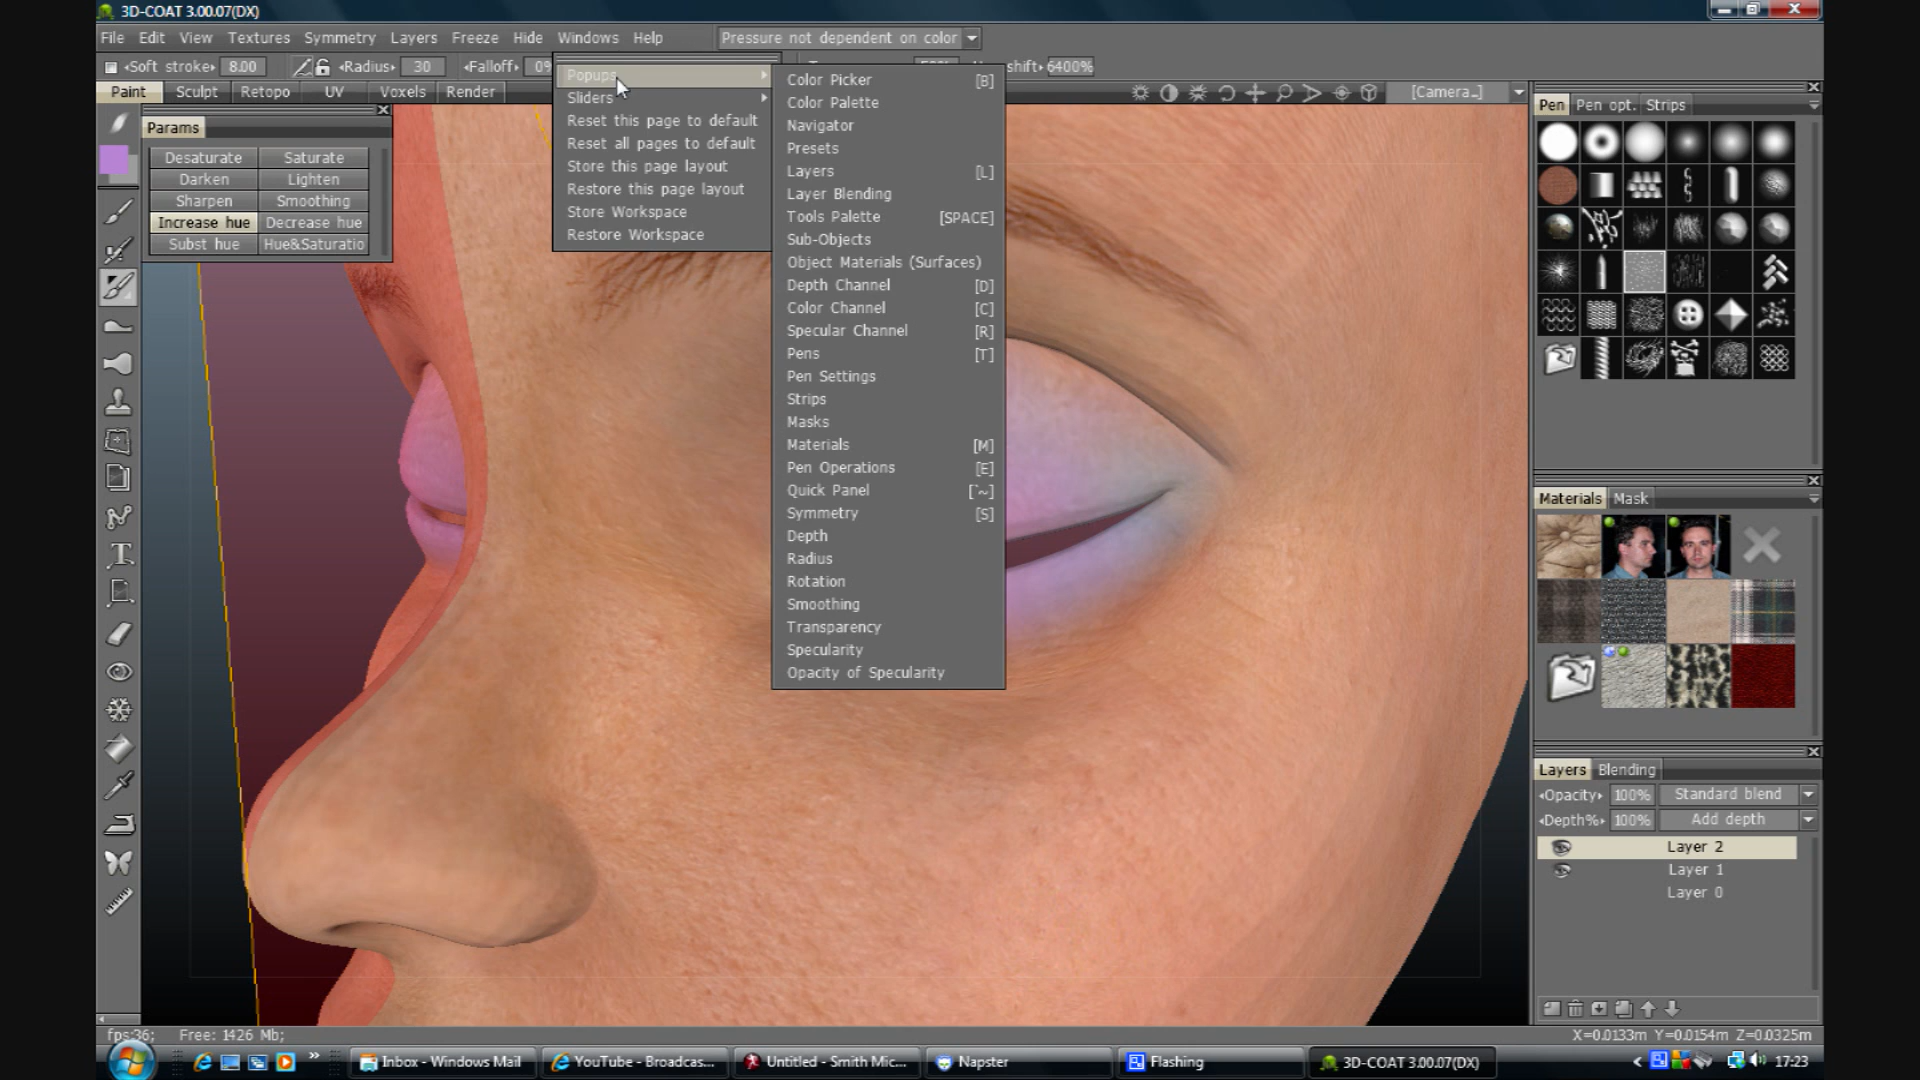 3D-COAT 3.00.07(DX)
File Edit View Textures Symmetry Layers Freeze Hide Windows Help Pressure not dependent on color
Soft stroke 8.00 Radius 30 Falloff 0% shift 6400%
Paint Sculpt Retopo UV Voxels Render [Camera_]
Params
Desaturate Saturate
Darken Lighten
Sharpen Smoothing
Increase hue Decrease hue
Subst hue Hue&Saturatio
Popups
Sliders
Reset this page to default
Reset all pages to default
Store this page layout
Restore this page layout
Store Workspace
Restore Workspace
Color Picker [B]
Color Palette
Navigator
Presets
Layers [L]
Layer Blending
Tools Palette [SPACE]
Sub-Objects
Object Materials (Surfaces)
Depth Channel [D]
Color Channel [C]
Specular Channel [R]
Pens [T]
Pen Settings
Strips
Masks
Materials [M]
Pen Operations [E]
Quick Panel [`~]
Symmetry [S]
Depth
Radius
Rotation
Smoothing
Transparency
Specularity
Opacity of Specularity
Pen Pen opt. Strips
Materials Mask
Layers Blending
Opacity 100% Standard blend
Depth% 100% Add depth
Layer 2
Layer 1
Layer 0
fps:36; Free: 1426 Mb; X=0.0133m Y=0.0154m Z=0.0325m
Inbox - Windows Mail YouTube - Broadcas... Untitled - Smith Mic... Napster Flashing 3D-COAT 3.00.07(DX) 17:23